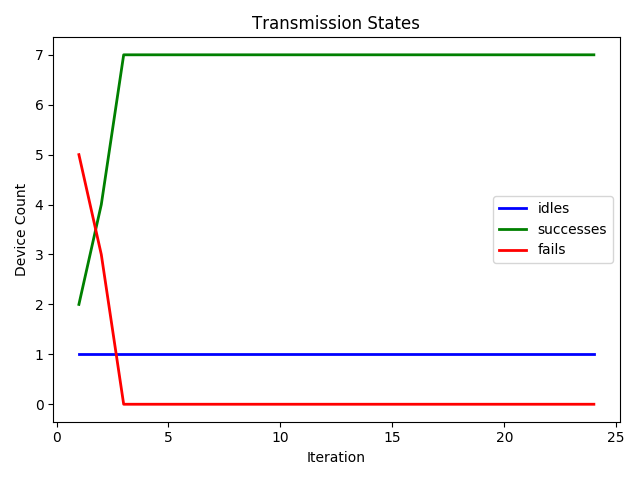 Transmission States
Device Count
7
6
5
4
3
2
1
0
idles
successes
fails
0 5 10 15 20 25
Iteration